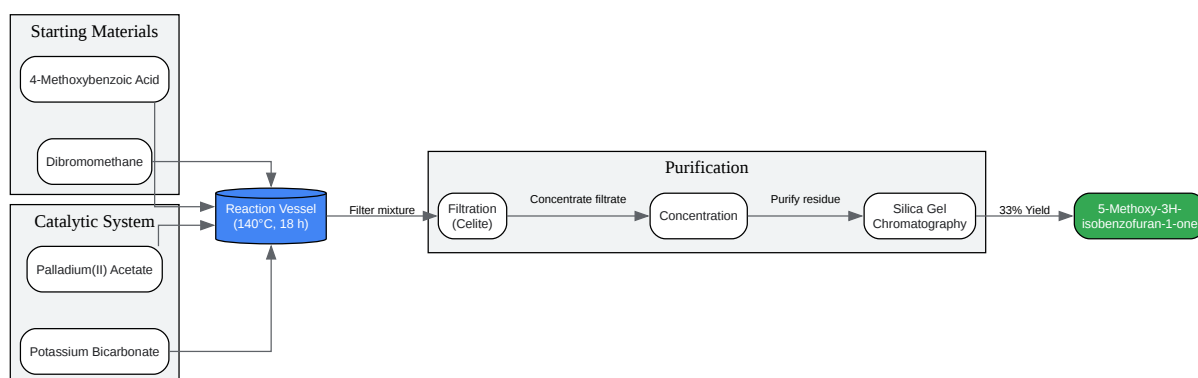 Starting Materials
4-Methoxybenzoic Acid
Dibromomethane
Catalytic System
Palladium(II) Acetate
Potassium Bicarbonate
Reaction Vessel
(140°C, 18 h)
Filter mixture
Purification
Filtration
(Celite)
Concentrate filtrate
Concentration
Purify residue
Silica Gel
Chromatography
33% Yield
5-Methoxy-3H-
isobenzofuran-1-one